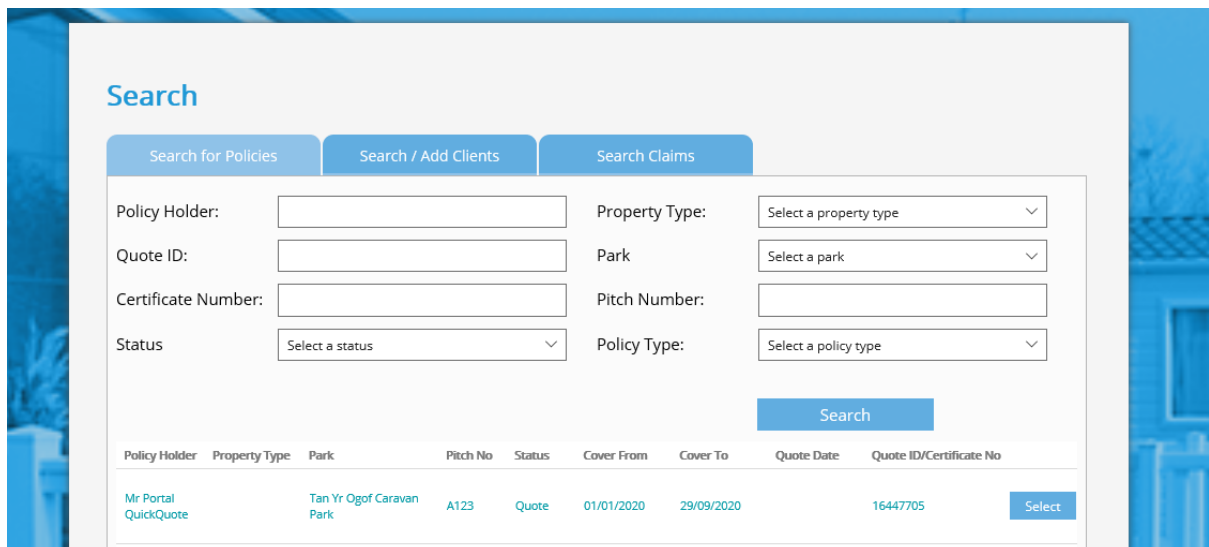 Search
Search for Policies Search / Add Clients Search Claims
Policy Holder: Property Type: Select a property type
Quote ID: Park Select a park
Certificate Number: Pitch Number:
Status Select a status Policy Type: Select a policy type
Search
Policy Holder Property Type Park Pitch No Status Cover From Cover To Quote Date Quote ID/Certificate No
Mr Portal Tan Yr Ogof Caravan
QuickQuote Park A123 Quote 01/01/2020 29/09/2020 16447705 Select